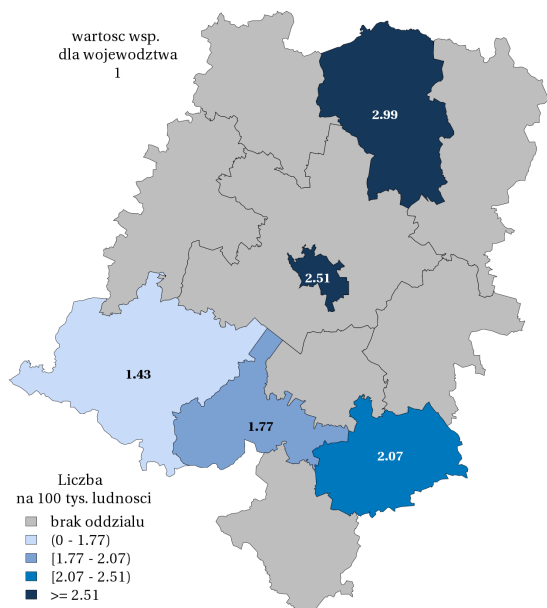 wartosc wsp.
dla wojewodztwa
1
2.99
2.51
1.43
1.77
2.07
Liczba
na 100 tys. ludnosci
brak oddzialu
(0 - 1.77)
[1.77 - 2.07)
[2.07 - 2.51)
>= 2.51